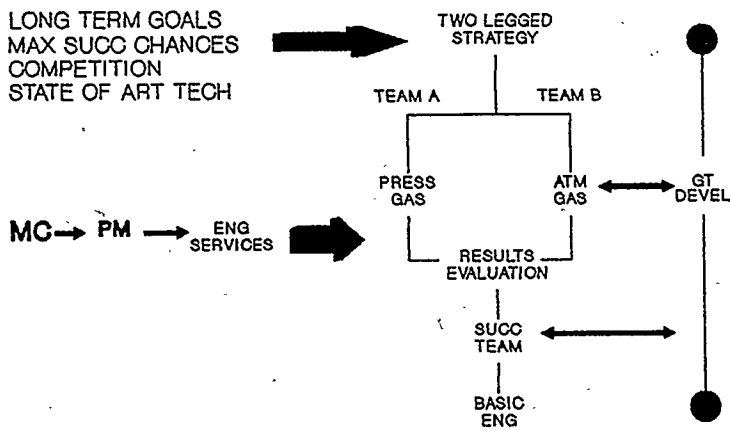 LONG TERM GOALS
MAX SUCC CHANCES
COMPETITION
STATE OF ART TECH
TWO LEGGED
STRATEGY
TEAM A
TEAM B
PRESS
GAS
ATM
GAS
GT
DEVEL
MC
PM
ENG
SERVICES
RESULTS
EVALUATION
SUCC
TEAM
BASIC
ENG